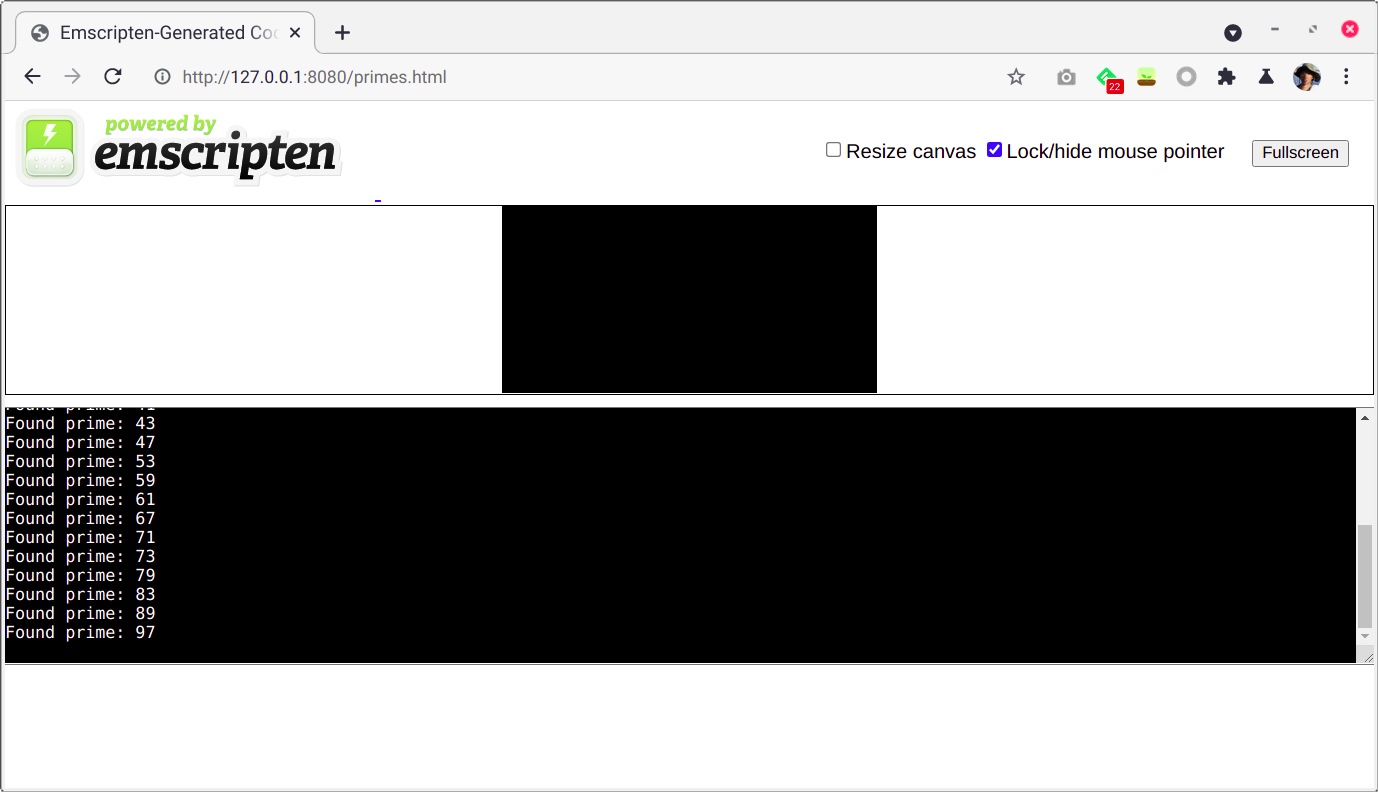 Emscripten-Generated Co
http://127.0.0.1:8080/primes.html
22
powered by
emscripten
Resize canvas
Lock/hide mouse pointer
Fullscreen
Found prime: 41
Found prime: 43
Found prime: 47
Found prime: 53
Found prime: 59
Found prime: 61
Found prime: 67
Found prime: 71
Found prime: 73
Found prime: 79
Found prime: 83
Found prime: 89
Found prime: 97